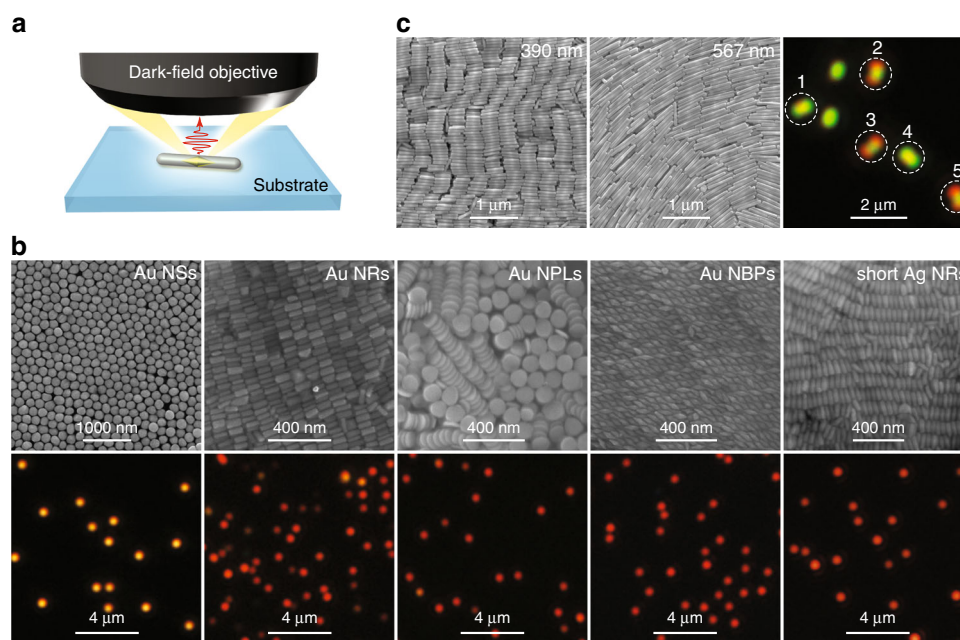 a
Dark-field objective
Substrate
c
390 nm
1 μm
567 nm
1 μm
1
2
3
4
5
2 μm
b
Au NSs
1000 nm
Au NRs
400 nm
Au NPLs
400 nm
Au NBPs
400 nm
short Ag NRs
400 nm
4 μm
4 μm
4 μm
4 μm
4 μm